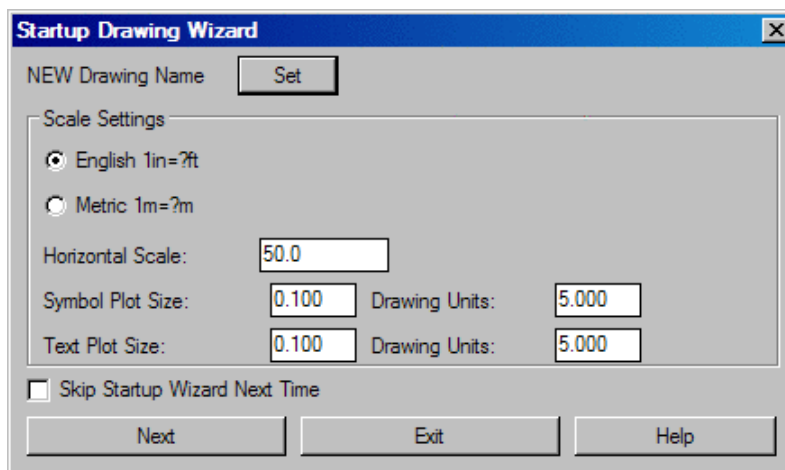 Startup Drawing Wizard
NEW Drawing Name Set
Scale Settings
English 1in=?ft
Metric 1m=?m
Horizontal Scale: 50.0
Symbol Plot Size: 0.100 Drawing Units: 5.000
Text Plot Size: 0.100 Drawing Units: 5.000
Skip Startup Wizard Next Time
Next Exit Help